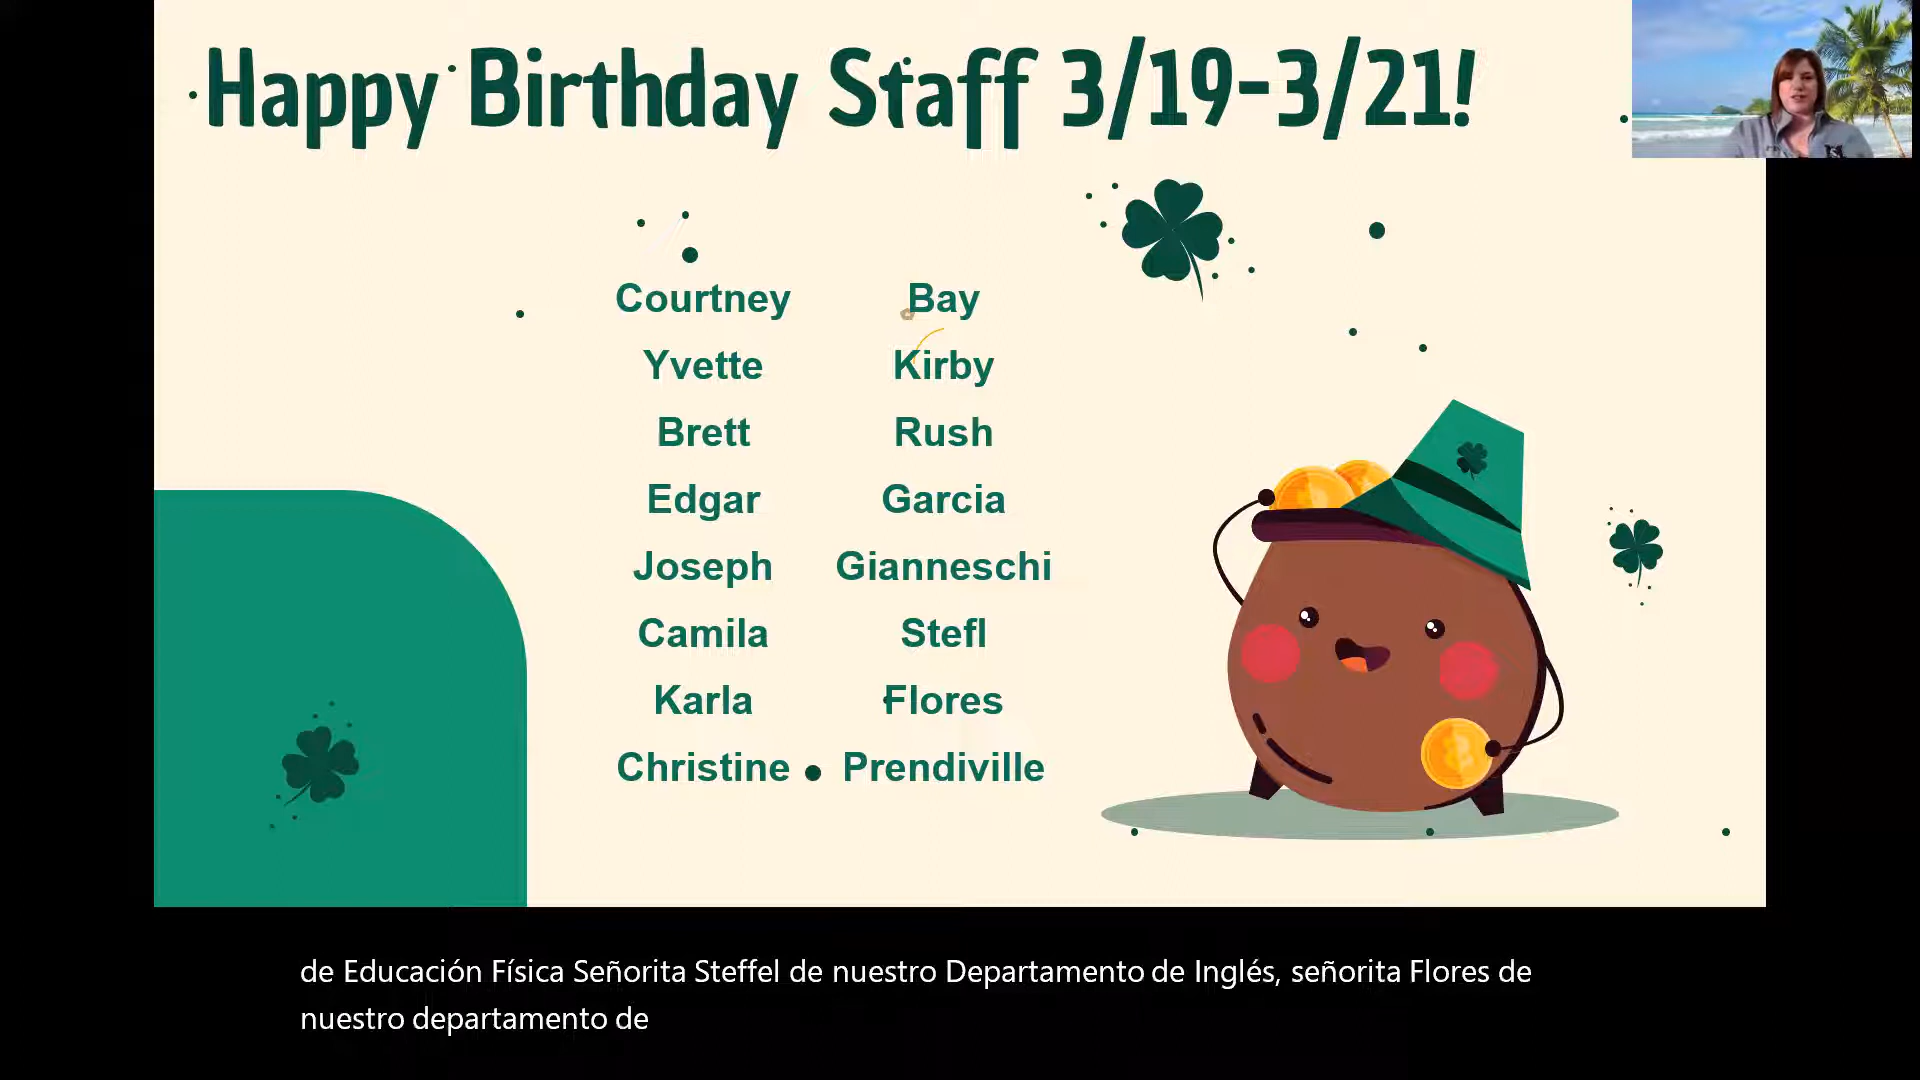 Happy Birthday Staff 3/19-3/21!
Courtney Bay
Yvette Kirby
Brett Rush
Edgar Garcia
Joseph Gianneschi
Camila Stefl
Karla Flores
Christine Prendiville
de Educación Física Señorita Steffel de nuestro Departamento de Inglés, señorita Flores de
nuestro departamento de